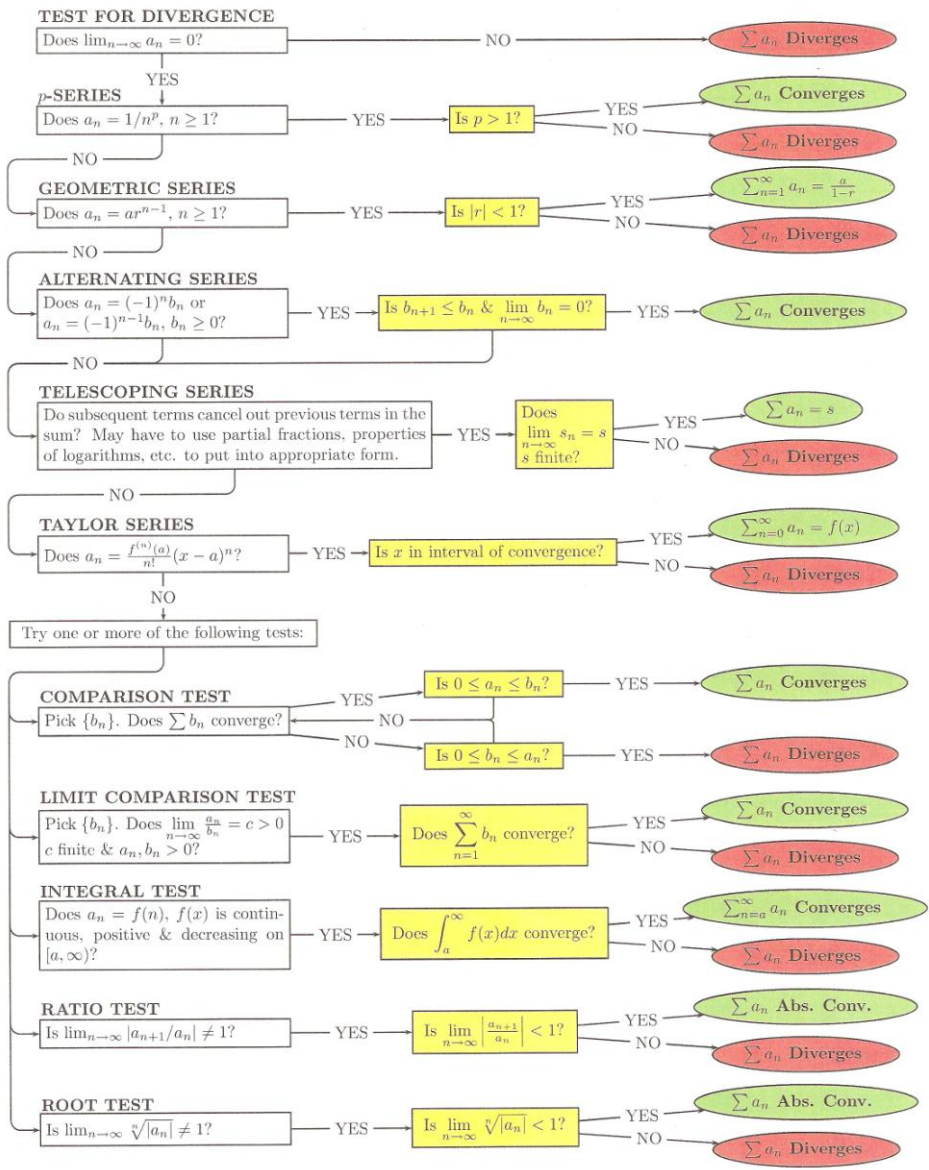 TEST FOR DIVERGENCE
Does lim_{n→∞} a_n = 0?
NO
∑ a_n Diverges
YES
p-SERIES
Does a_n = 1/n^p, n ≥ 1?
YES
Is p > 1?
YES
∑ a_n Converges
NO
∑ a_n Diverges
NO
GEOMETRIC SERIES
Does a_n = ar^{n−1}, n ≥ 1?
YES
Is |r| < 1?
YES
∑_{n=1}^{∞} a_n = a/(1−r)
NO
∑ a_n Diverges
NO
ALTERNATING SERIES
Does a_n = (−1)^n b_n or
a_n = (−1)^{n−1} b_n, b_n ≥ 0?
YES
Is b_{n+1} ≤ b_n & lim_{n→∞} b_n = 0?
YES
∑ a_n Converges
NO
TELESCOPING SERIES
Do subsequent terms cancel out previous terms in the
sum? May have to use partial fractions, properties
of logarithms, etc. to put into appropriate form.
YES
Does
lim_{n→∞} s_n = s
s finite?
YES
∑ a_n = s
NO
∑ a_n Diverges
NO
TAYLOR SERIES
Does a_n = f^{(n)}(a)/n! (x − a)^n?
YES
Is x in interval of convergence?
YES
∑_{n=0}^{∞} a_n = f(x)
NO
∑ a_n Diverges
NO
Try one or more of the following tests:
COMPARISON TEST
Pick {b_n}. Does ∑ b_n converge?
YES
Is 0 ≤ a_n ≤ b_n?
YES
∑ a_n Converges
NO
NO
Is 0 ≤ b_n ≤ a_n?
YES
∑ a_n Diverges
LIMIT COMPARISON TEST
Pick {b_n}. Does lim_{n→∞} a_n/b_n = c > 0
c finite & a_n, b_n > 0?
YES
Does ∑_{n=1}^{∞} b_n converge?
YES
∑ a_n Converges
NO
∑ a_n Diverges
INTEGRAL TEST
Does a_n = f(n), f(x) is contin-
uous, positive & decreasing on
[a, ∞)?
YES
Does ∫_a^∞ f(x)dx converge?
YES
∑_{n=a}^{∞} a_n Converges
NO
∑ a_n Diverges
RATIO TEST
Is lim_{n→∞} |a_{n+1}/a_n| ≠ 1?
YES
Is lim_{n→∞} |a_{n+1}/a_n| < 1?
YES
∑ a_n Abs. Conv.
NO
∑ a_n Diverges
ROOT TEST
Is lim_{n→∞} ⁿ√|a_n| ≠ 1?
YES
Is lim_{n→∞} ⁿ√|a_n| < 1?
YES
∑ a_n Abs. Conv.
NO
∑ a_n Diverges